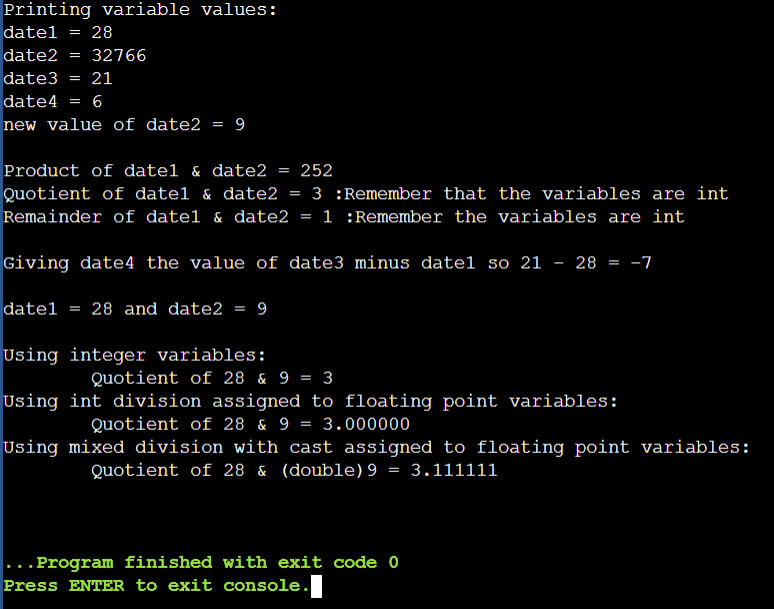 Printing variable values:
date1 = 28
date2 = 32766
date3 = 21
date4 = 6
new value of date2 = 9
Product of date1 & date2 = 252
Quotient of date1 & date2 = 3 :Remember that the variables are int
Remainder of date1 & date2 = 1 :Remember the variables are int
Giving date4 the value of date3 minus date1 so 21 - 28 = -7
date1 = 28 and date2 = 9
Using integer variables:
Quotient of 28 & 9 = 3
Using int division assigned to floating point variables:
Quotient of 28 & 9 = 3.000000
Using mixed division with cast assigned to floating point variables:
Quotient of 28 & (double)9 = 3.111111
...Program finished with exit code 0
Press ENTER to exit console.